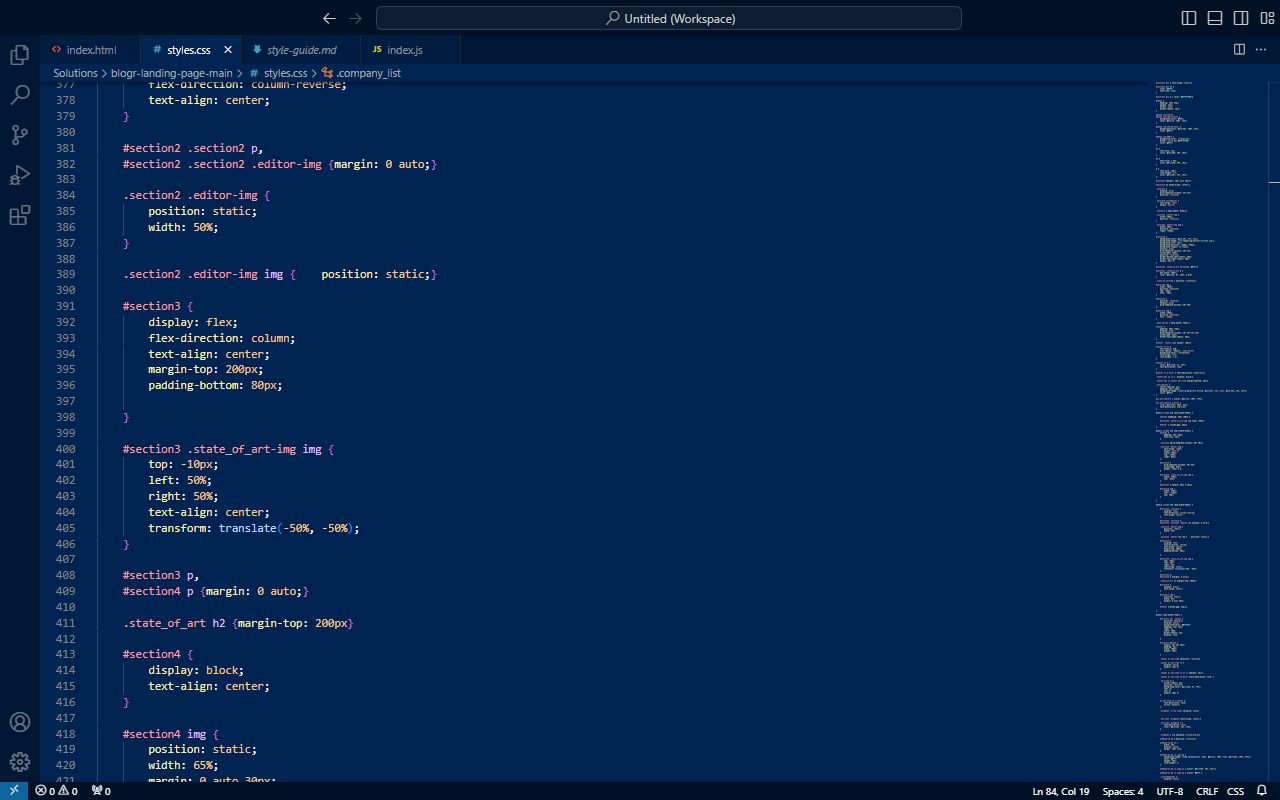 Untitled (Workspace)
index.html
styles.css
style-guide.md
JS index.js
Solutions > blogr-landing-page-main > # styles.css > .company_list
377 flex-direction: column-reverse;
378 text-align: center;
379 }
380
381 #section2 .section2 p,
382 #section2 .section2 .editor-img {margin: 0 auto;}
383
384 .section2 .editor-img {
385 position: static;
386 width: 50%;
387 }
388
389 .section2 .editor-img img {    position: static;}
390
391 #section3 {
392 display: flex;
393 flex-direction: column;
394 text-align: center;
395 margin-top: 200px;
396 padding-bottom: 80px;
397
398 }
399
400 #section3 .state_of_art-img img {
401 top: -10px;
402 left: 50%;
403 right: 50%;
404 text-align: center;
405 transform: translate(-50%, -50%);
406 }
407
408 #section3 p,
409 #section4 p {margin: 0 auto;}
410
411 .state_of_art h2 {margin-top: 200px}
412
413 #section4 {
414 display: block;
415 text-align: center;
416 }
417
418 #section4 img {
419 position: static;
420 width: 65%;
421 margin: 0 auto 30px;
0 0 0 Ln 84, Col 19 Spaces: 4 UTF-8 CRLF CSS